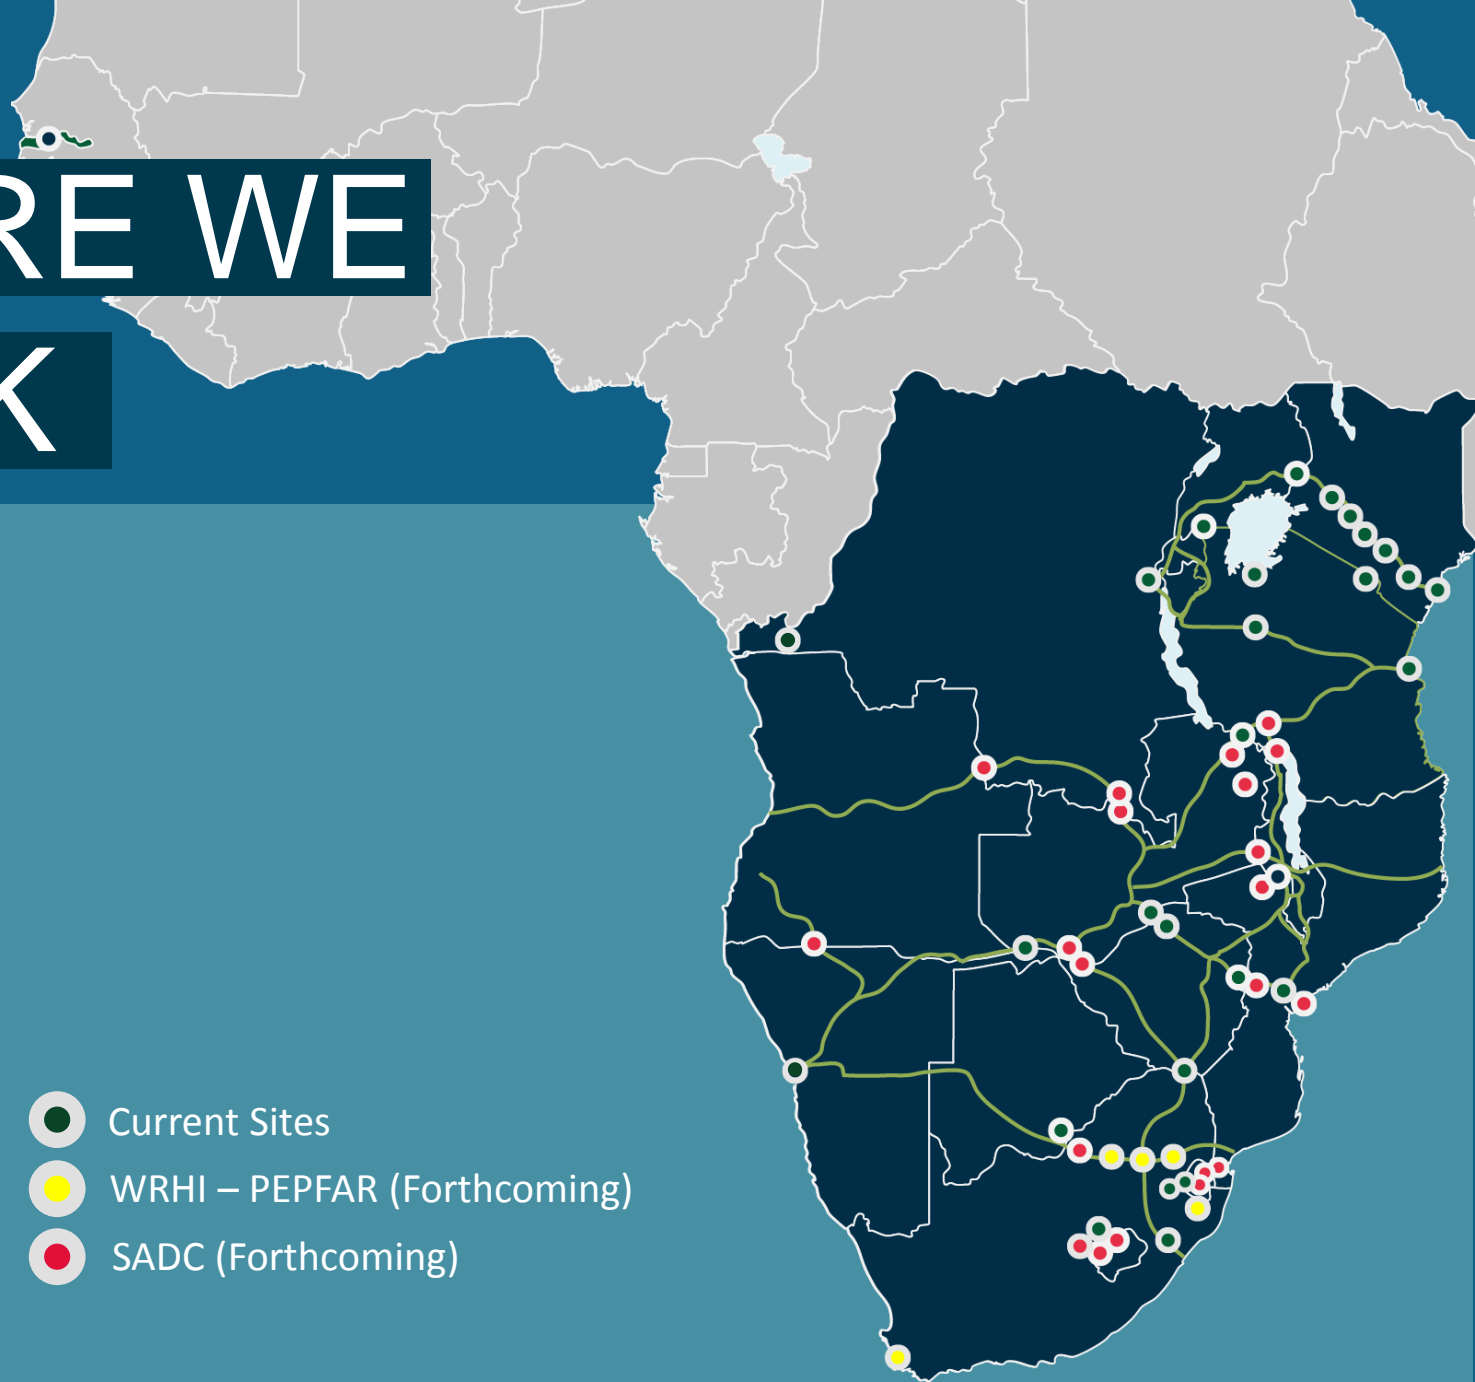 RE WE
K
Current Sites
WRHI – PEPFAR (Forthcoming)
SADC (Forthcoming)